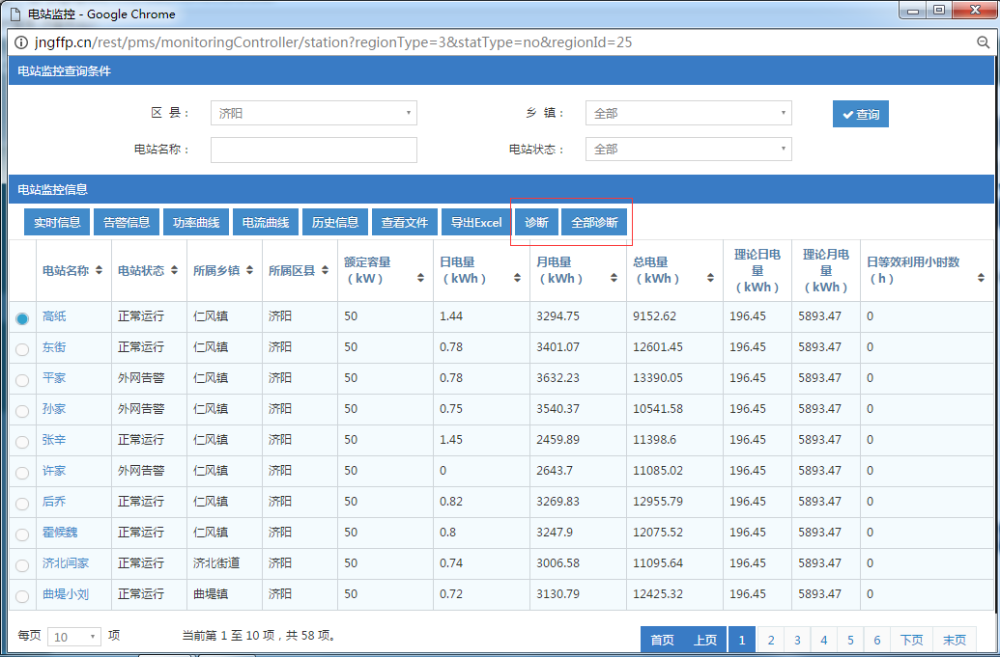 电站监控 - Google Chrome
jngffp.cn/rest/pms/monitoringController/station?regionType=3&statType=no&regionId=25
电站监控查询条件
区 县： 济阳 乡 镇： 全部 查询
电站名称： 电站状态： 全部
电站监控信息
实时信息 告警信息 功率曲线 电流曲线 历史信息 查看文件 导出Excel 诊断 全部诊断
电站名称 电站状态 所属乡镇 所属区县 额定容量（kW） 日电量（kWh） 月电量（kWh） 总电量（kWh） 理论日电量（kWh） 理论月电量（kWh） 日等效利用小时数（h）
高纸 正常运行 仁风镇 济阳 50 1.44 3294.75 9152.62 196.45 5893.47 0
东街 正常运行 仁风镇 济阳 50 0.78 3401.07 12601.45 196.45 5893.47 0
平家 外网告警 仁风镇 济阳 50 0.78 3632.23 13390.05 196.45 5893.47 0
孙家 外网告警 仁风镇 济阳 50 0.75 3540.37 10541.58 196.45 5893.47 0
张辛 正常运行 仁风镇 济阳 50 1.45 2459.89 11398.6 196.45 5893.47 0
许家 外网告警 仁风镇 济阳 50 0 2643.7 11085.02 196.45 5893.47 0
后乔 正常运行 仁风镇 济阳 50 0.82 3269.83 12955.79 196.45 5893.47 0
霍候魏 正常运行 仁风镇 济阳 50 0.8 3247.9 12075.52 196.45 5893.47 0
济北闫家 正常运行 济北街道 济阳 50 0.74 3006.58 11095.64 196.45 5893.47 0
曲堤小刘 正常运行 曲堤镇 济阳 50 0.72 3130.79 12425.32 196.45 5893.47 0
每页 10 项 当前第 1 至 10 项，共 58 项。 首页 上页 1 2 3 4 5 6 下页 末页